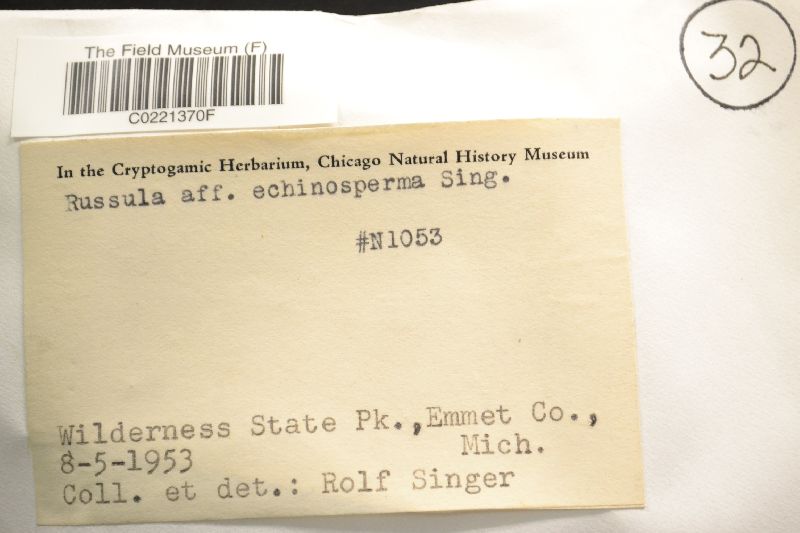 The Field Museum (F)
C0221370F
32
In the Cryptogamic Herbarium, Chicago Natural History Museum
Russula aff. echinosperma Sing.
#N1053
Wilderness State Pk., Emmet Co.,
Mich.
8-5-1953
Coll. et det.: Rolf Singer